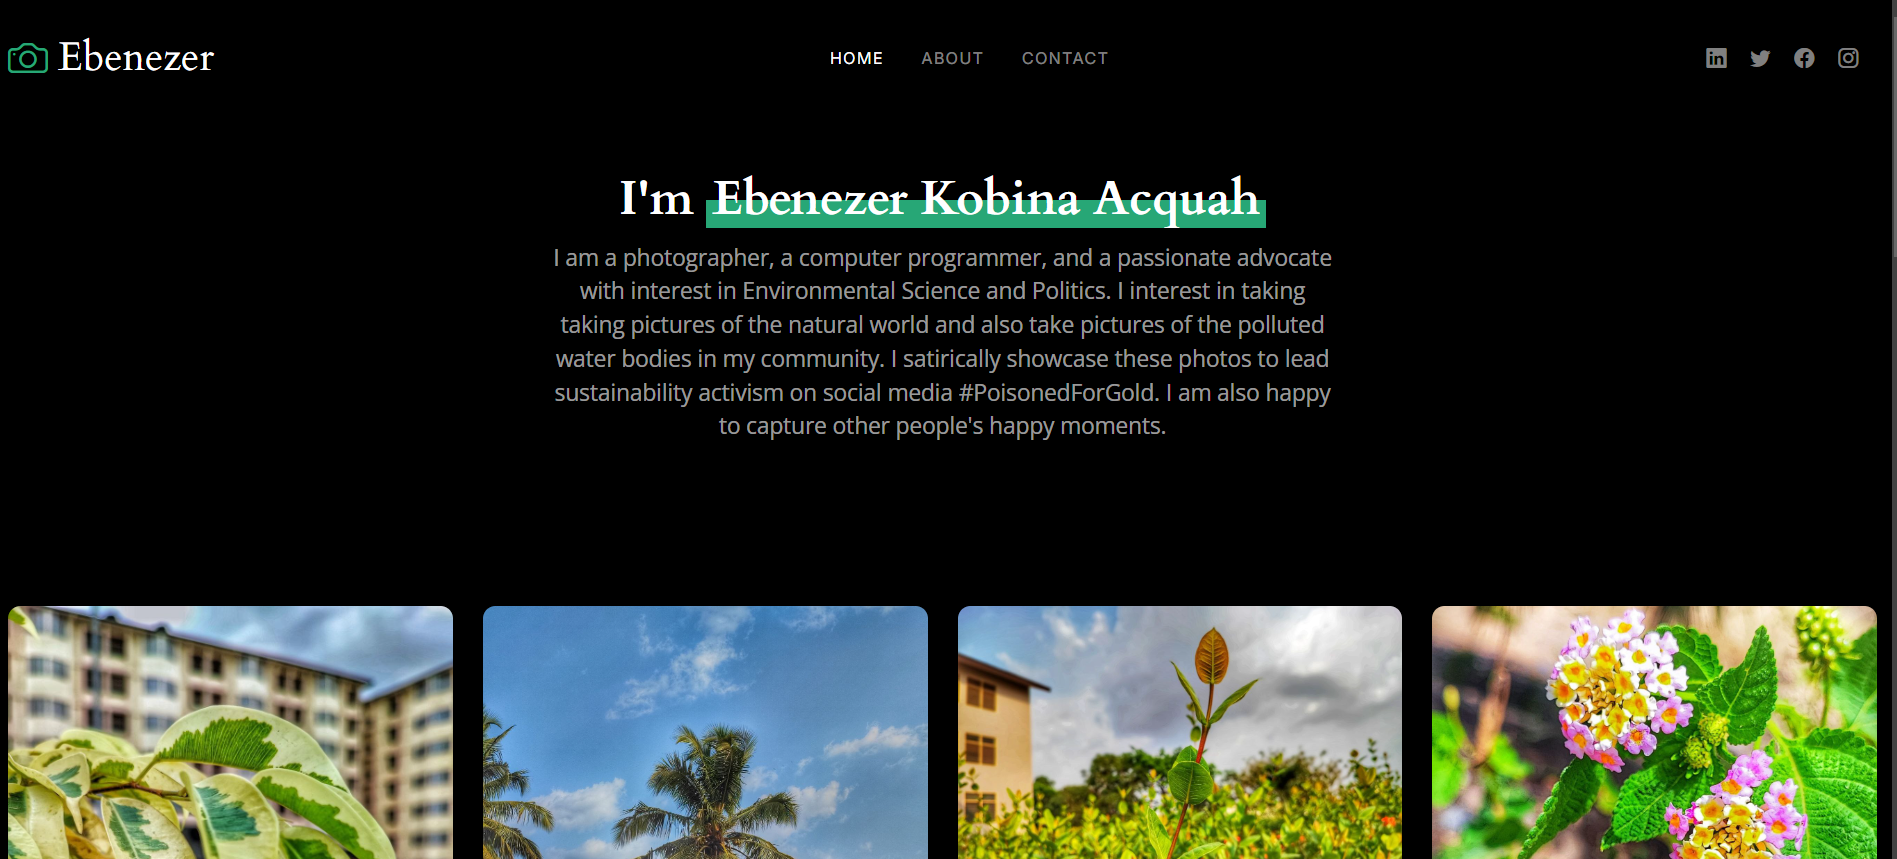 Ebenezer
HOME ABOUT CONTACT
I'm Ebenezer Kobina Acquah
I am a photographer, a computer programmer, and a passionate advocate
with interest in Environmental Science and Politics. I interest in taking
taking pictures of the natural world and also take pictures of the polluted
water bodies in my community. I satirically showcase these photos to lead
sustainability activism on social media #PoisonedForGold. I am also happy
to capture other people's happy moments.